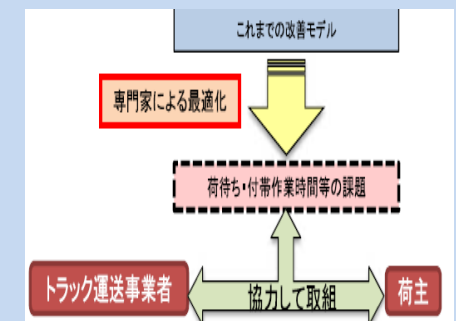 これまでの改善モデル
専門家による最適化
荷待ち・付帯作業時間等の課題
トラック運送事業者
協力して取組
荷主